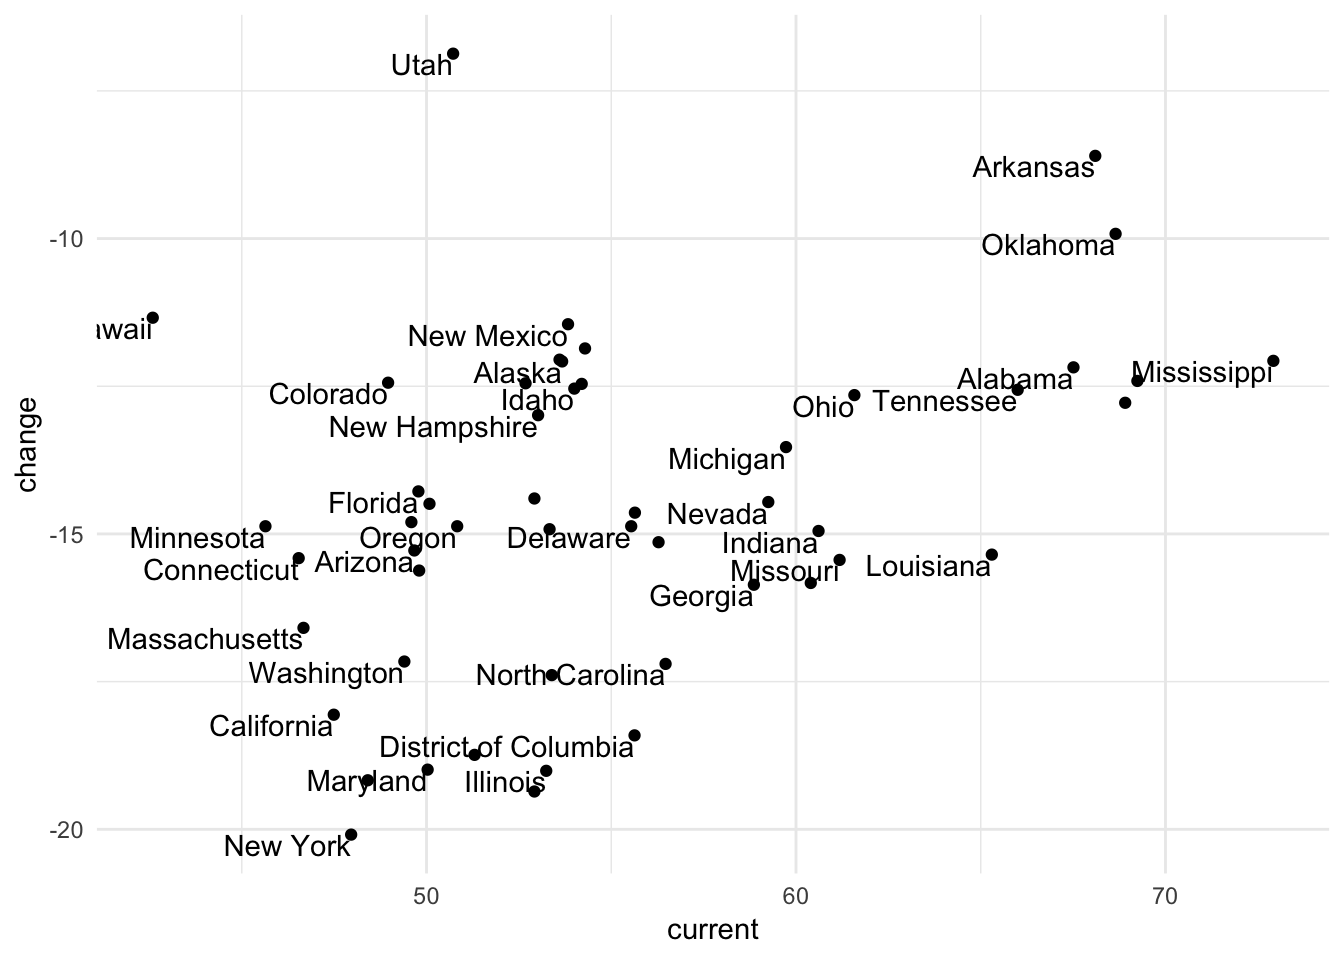 Utah
Arkansas
-10
Oklahoma
awaii
New Mexico
Alaska
Mississippi
Alabama
Colorado
Idaho
Tennessee
Ohio
New Hampshire
Michigan
Florida
Nevada
-15
Minnesota
Oregon
Delaware
Indiana
Arizona
Louisiana
Connecticut
Missouri
Georgia
Massachusetts
Washington
North Carolina
California
District of Columbia
Maryland
Illinois
-20
New York
50
60
70
current
change